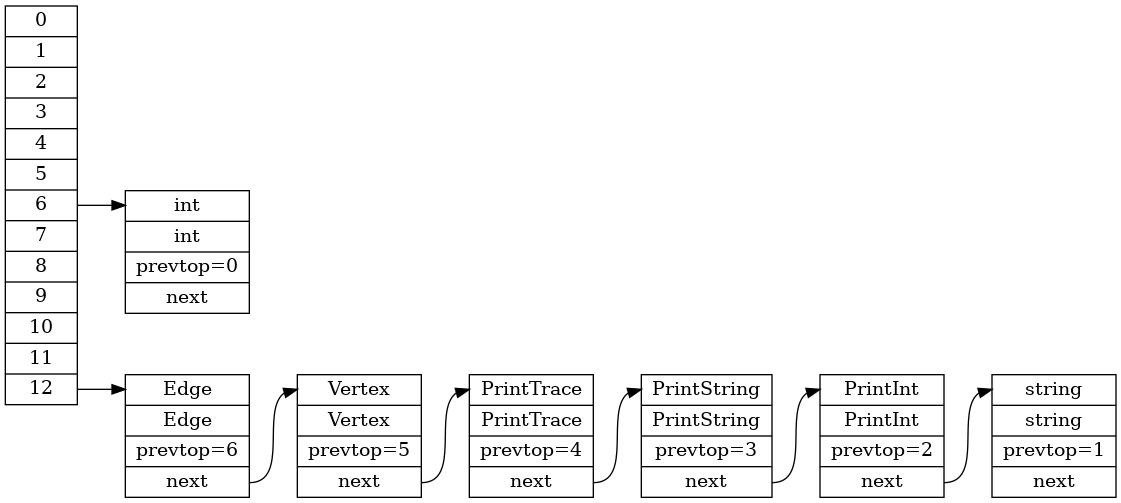 0
1
2
3
4
5
6
7
8
9
10
11
12
int
int
prevtop=0
next
Edge
Edge
prevtop=6
next
Vertex
Vertex
prevtop=5
next
PrintTrace
PrintTrace
prevtop=4
next
PrintString
PrintString
prevtop=3
next
PrintInt
PrintInt
prevtop=2
next
string
string
prevtop=1
next